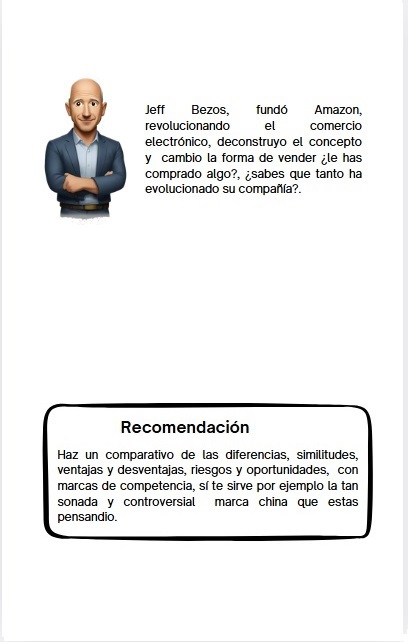 Jeff Bezos, fundó Amazon,
revolucionando el comercio
electrónico, deconstruyo el concepto
y cambio la forma de vender ¿le has
comprado algo?, ¿sabes que tanto ha
evolucionado su compañía?.
Recomendación
Haz un comparativo de las diferencias, similitudes,
ventajas y desventajas, riesgos y oportunidades, con
marcas de competencia, sí te sirve por ejemplo la tan
sonada y controversial marca china que estas
pensandio.